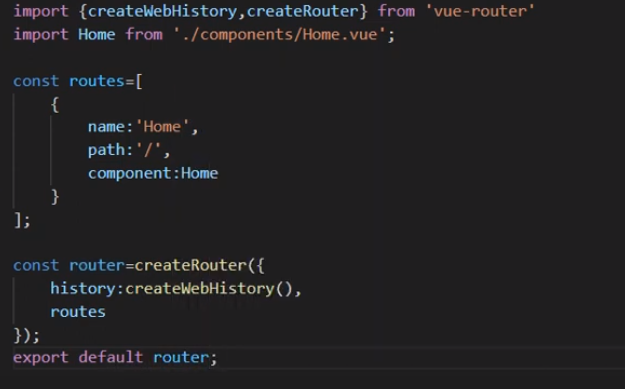 import {createWebHistory,createRouter} from 'vue-router'
import Home from './components/Home.vue';
const routes=[
{
name:'Home',
path:'/',
component:Home
}
];
const router=createRouter({
history:createWebHistory(),
routes
});
export default router;